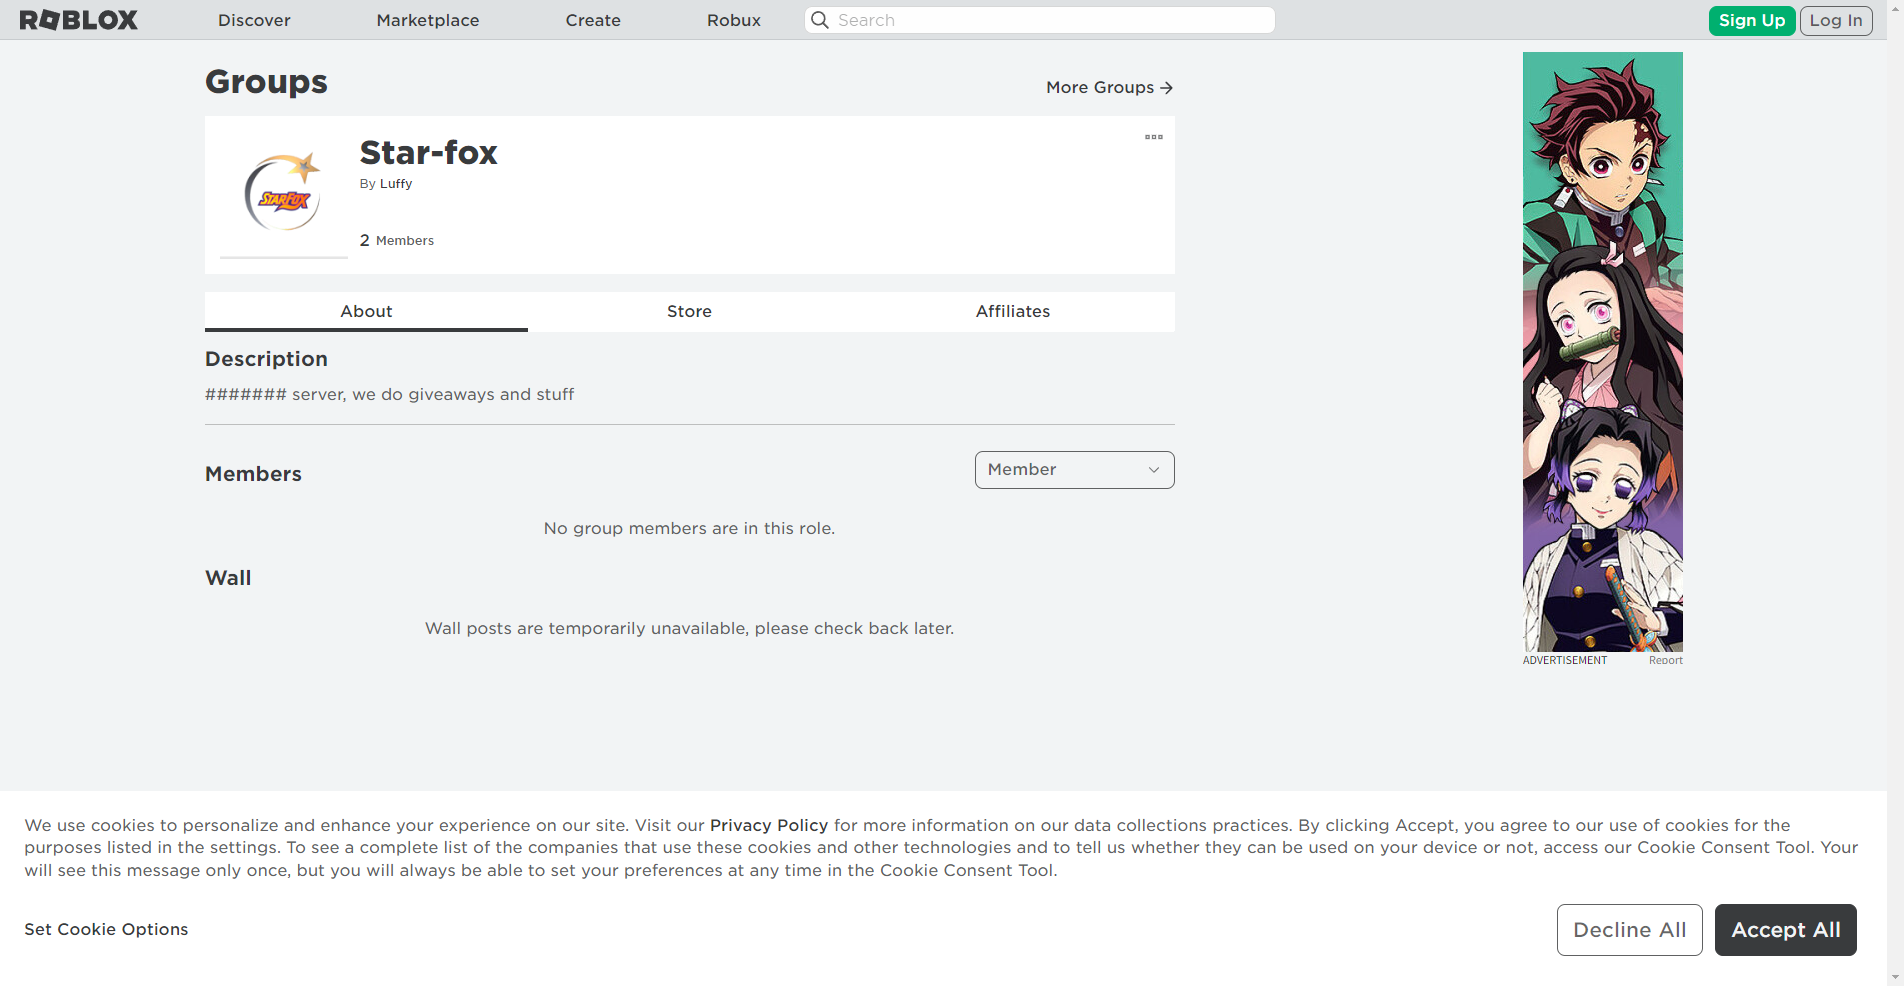 ROBLOX
Discover
Marketplace
Create
Robux
Search
Sign Up
Log In
Groups
More Groups
Star-fox
By Luffy
STARFOX
2 Members
About
Store
Affiliates
Description
####### server, we do giveaways and stuff
Members
Member
No group members are in this role.
Wall
Wall posts are temporarily unavailable, please check back later.
ADVERTISEMENT
Report
We use cookies to personalize and enhance your experience on our site. Visit our Privacy Policy for more information on our data collections practices. By clicking Accept, you agree to our use of cookies for the
purposes listed in the settings. To see a complete list of the companies that use these cookies and other technologies and to tell us whether they can be used on your device or not, access our Cookie Consent Tool. Your
will see this message only once, but you will always be able to set your preferences at any time in the Cookie Consent Tool.
Set Cookie Options
Decline All
Accept All